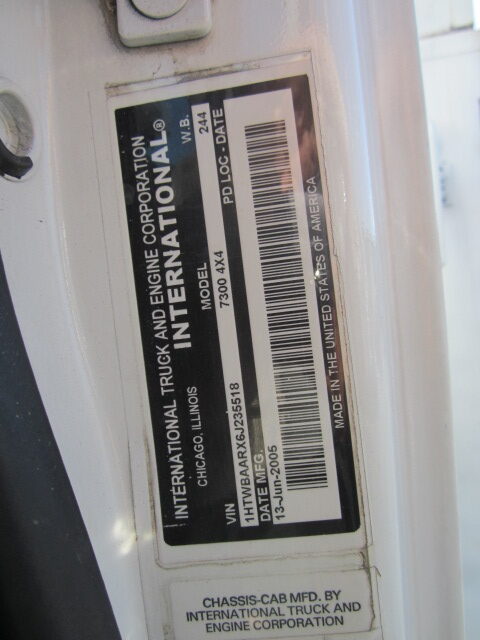 INTERNATIONAL TRUCK AND ENGINE CORPORATION
CHICAGO, ILLINOIS INTERNATIONAL®
MODEL W.B.
7300 4X4 244
VIN PD LOC - DATE
1HTWBAARX6J235518
DATE MFG.
13-Jun-2005
MADE IN THE UNITED STATES OF AMERICA
CHASSIS-CAB MFD. BY
INTERNATIONAL TRUCK AND
ENGINE CORPORATION